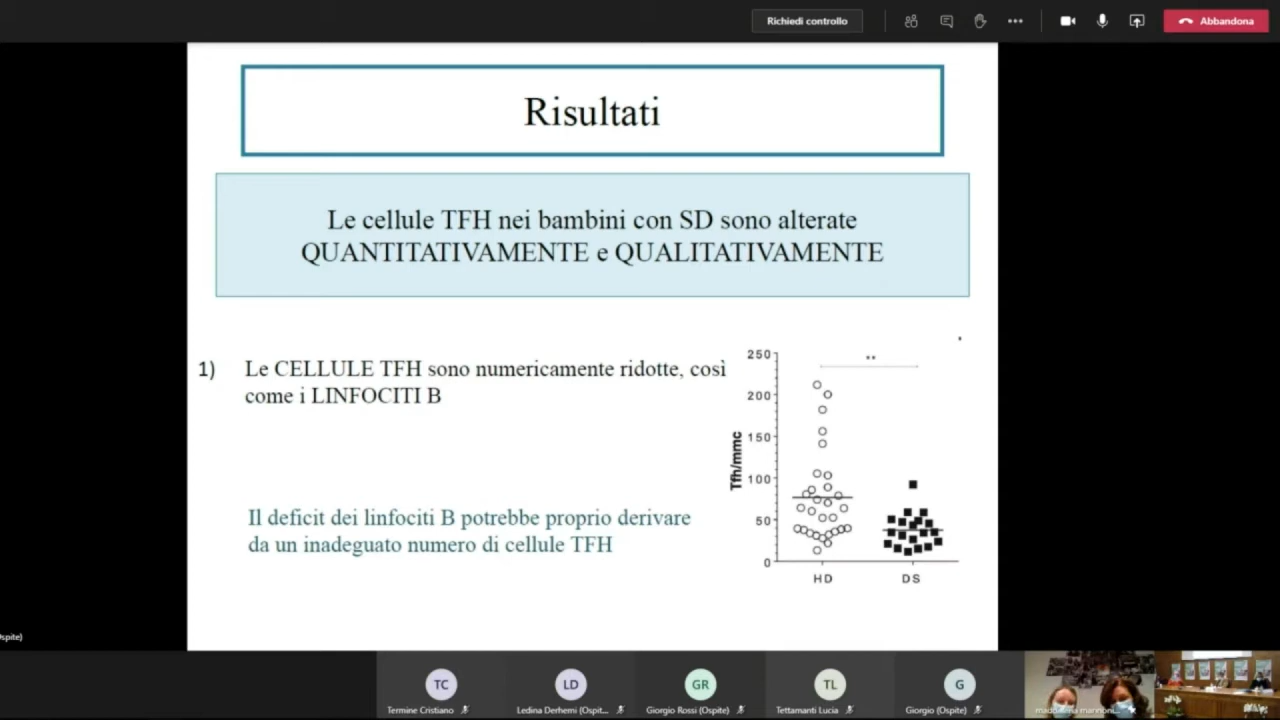 Richiedi controllo
Abbandona
Risultati
Le cellule TFH nei bambini con SD sono alterate
QUANTITATIVAMENTE e QUALITATIVAMENTE
1) Le CELLULE TFH sono numericamente ridotte, così
come i LINFOCITI B
Il deficit dei linfociti B potrebbe proprio derivare
da un inadeguato numero di cellule TFH
**
250
200
150
100
50
0
Tfh/mmc
HD
DS
spite)
TC
LD
GR
TL
G
Termine Cristiano
Ledina Derhemi (Ospit...
Giorgio Rossi (Ospite)
Tettamanti Lucia
Giorgio (Ospite)